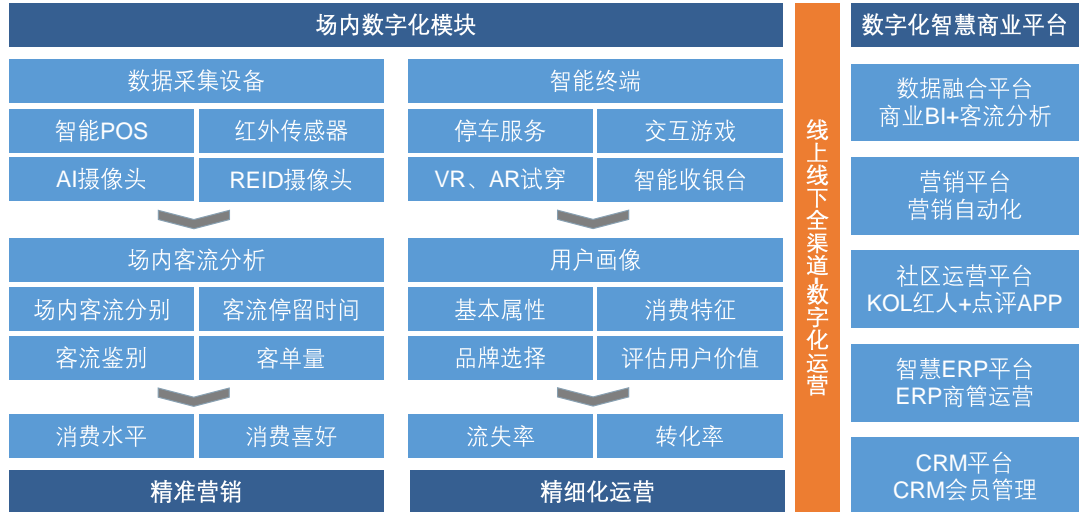 场内数字化模块
数据采集设备
智能POS
红外传感器
AI摄像头
REID摄像头
场内客流分析
场内客流分别
客流停留时间
客流鉴别
客单量
消费水平
消费喜好
精准营销
智能终端
停车服务
交互游戏
VR、AR试穿
智能收银台
用户画像
基本属性
消费特征
品牌选择
评估用户价值
流失率
转化率
精细化运营
线上线下全渠道-数字化运营
数字化智慧商业平台
数据融合平台
商业BI+客流分析
营销平台
营销自动化
社区运营平台
KOL红人+点评APP
智慧ERP平台
ERP商管运营
CRM平台
CRM会员管理